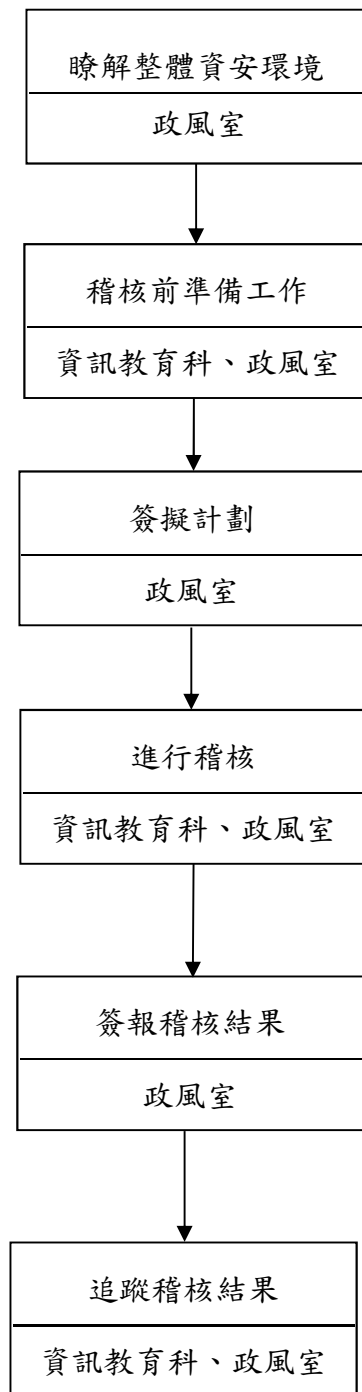 瞭解整體資安環境
政風室
稽核前準備工作
資訊教育科、政風室
簽擬計劃
政風室
進行稽核
資訊教育科、政風室
簽報稽核結果
政風室
追蹤稽核結果
資訊教育科、政風室